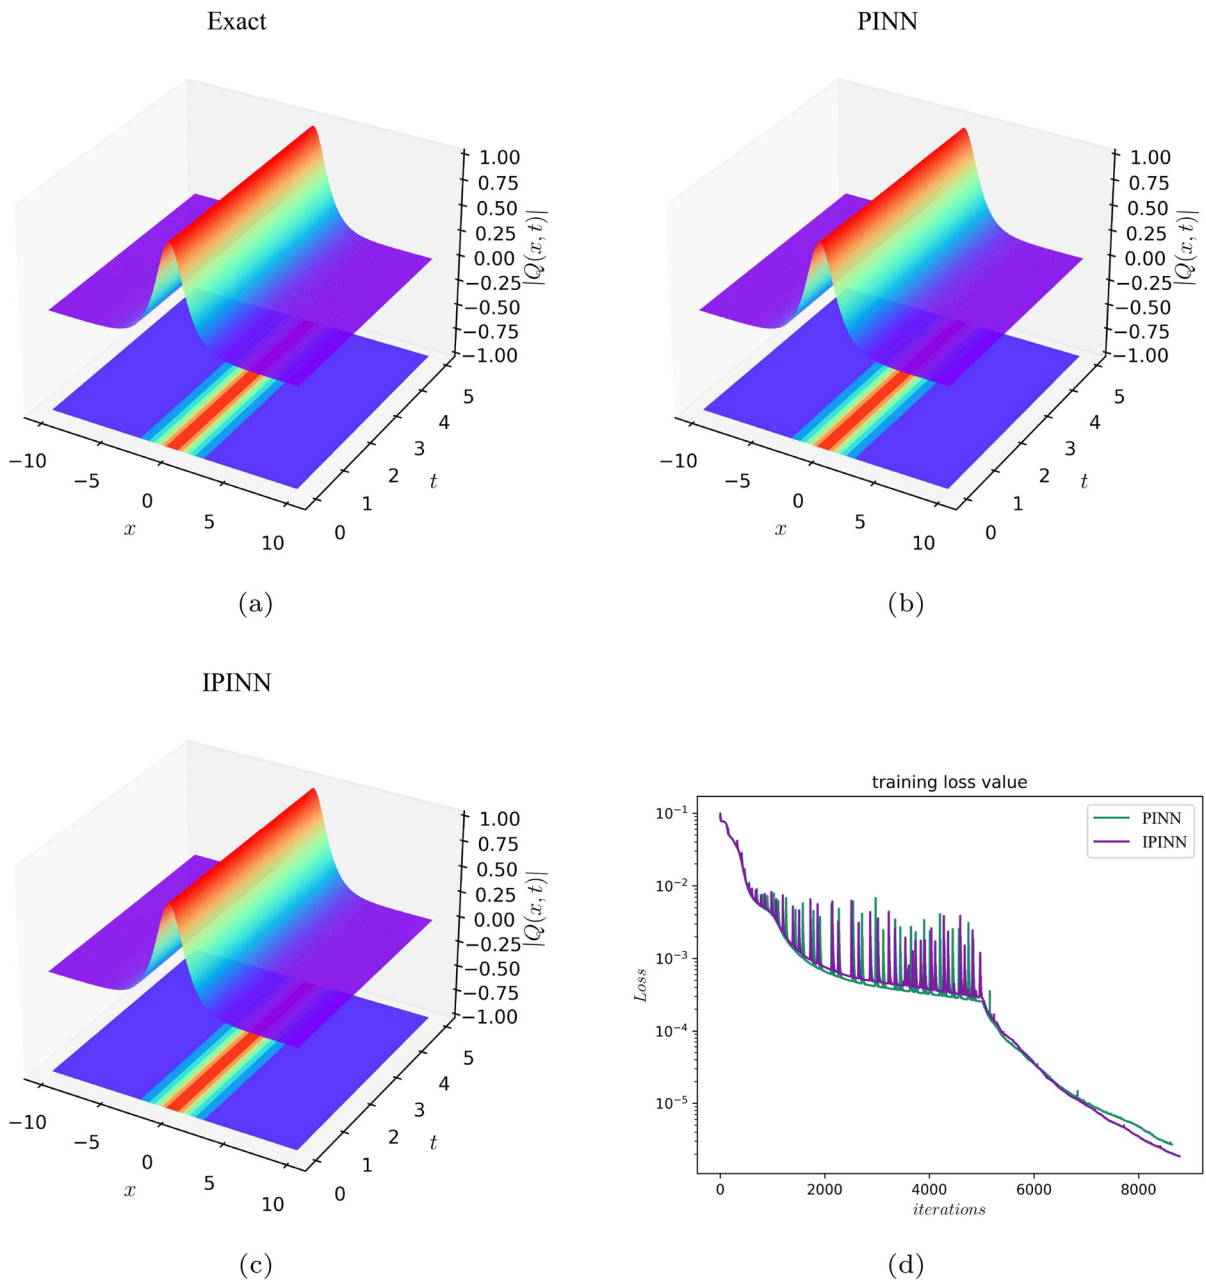 Exact
1.00
0.75
0.50
0.25
0.00
−0.25
−0.50
−0.75
−1.00
|Q(x, t)|
−10
−5
0
5
10
x
0
1
2
3
4
5
t
(a)
PINN
1.00
0.75
0.50
0.25
0.00
−0.25
−0.50
−0.75
−1.00
|Q(x, t)|
−10
−5
0
5
10
x
0
1
2
3
4
5
t
(b)
IPINN
1.00
0.75
0.50
0.25
0.00
−0.25
−0.50
−0.75
−1.00
|Q(x, t)|
−10
−5
0
5
10
x
0
1
2
3
4
5
t
(c)
training loss value
PINN
IPINN
10⁻¹
10⁻²
10⁻³
10⁻⁴
10⁻⁵
Loss
0 2000 4000 6000 8000
iterations
(d)